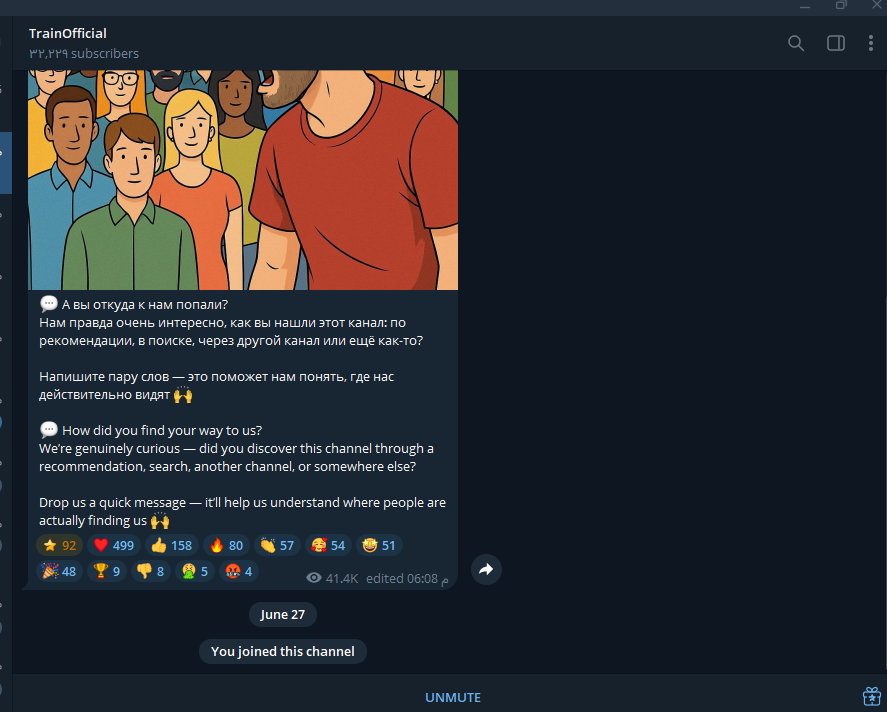 TrainOfficial
٣٢,٢٢٩ subscribers
💬 А вы откуда к нам попали?
Нам правда очень интересно, как вы нашли этот канал: по
рекомендации, в поиске, через другой канал или ещё как-то?
Напишите пару слов — это поможет нам понять, где нас
действительно видят 🙌
💬 How did you find your way to us?
We're genuinely curious — did you discover this channel through a
recommendation, search, another channel, or somewhere else?
Drop us a quick message — it'll help us understand where people are
actually finding us 🙌
⭐ 92 ❤️ 499 👍 158 🔥 80 👏 57 🥰 54 🤩 51
🎉 48 🏆 9 👎 8 🤮 5 🤬 4 41.4K edited 06:08 م
June 27
You joined this channel
UNMUTE